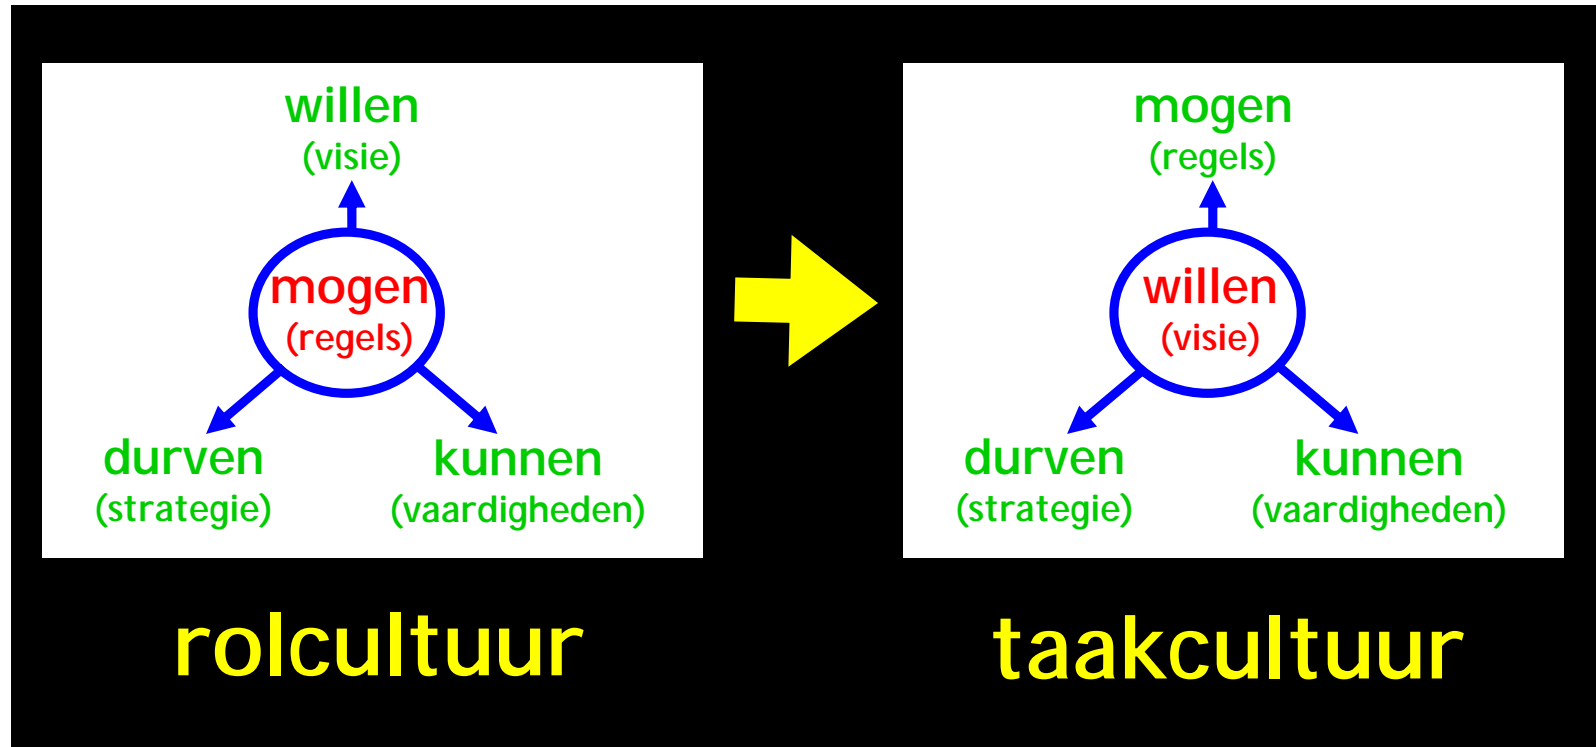 willen
(visie)
mogen
(regels)
durven
(strategie)
kunnen
(vaardigheden)
rolcultuur
mogen
(regels)
willen
(visie)
durven
(strategie)
kunnen
(vaardigheden)
taakcultuur